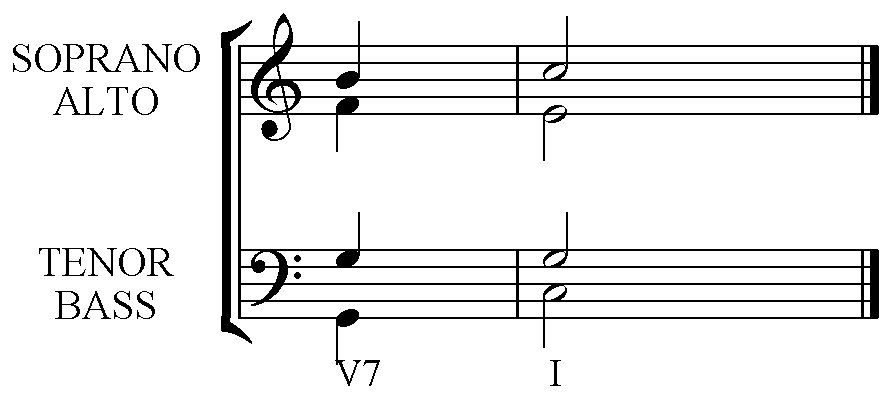 SOPRANO
ALTO
TENOR
BASS
V7 I